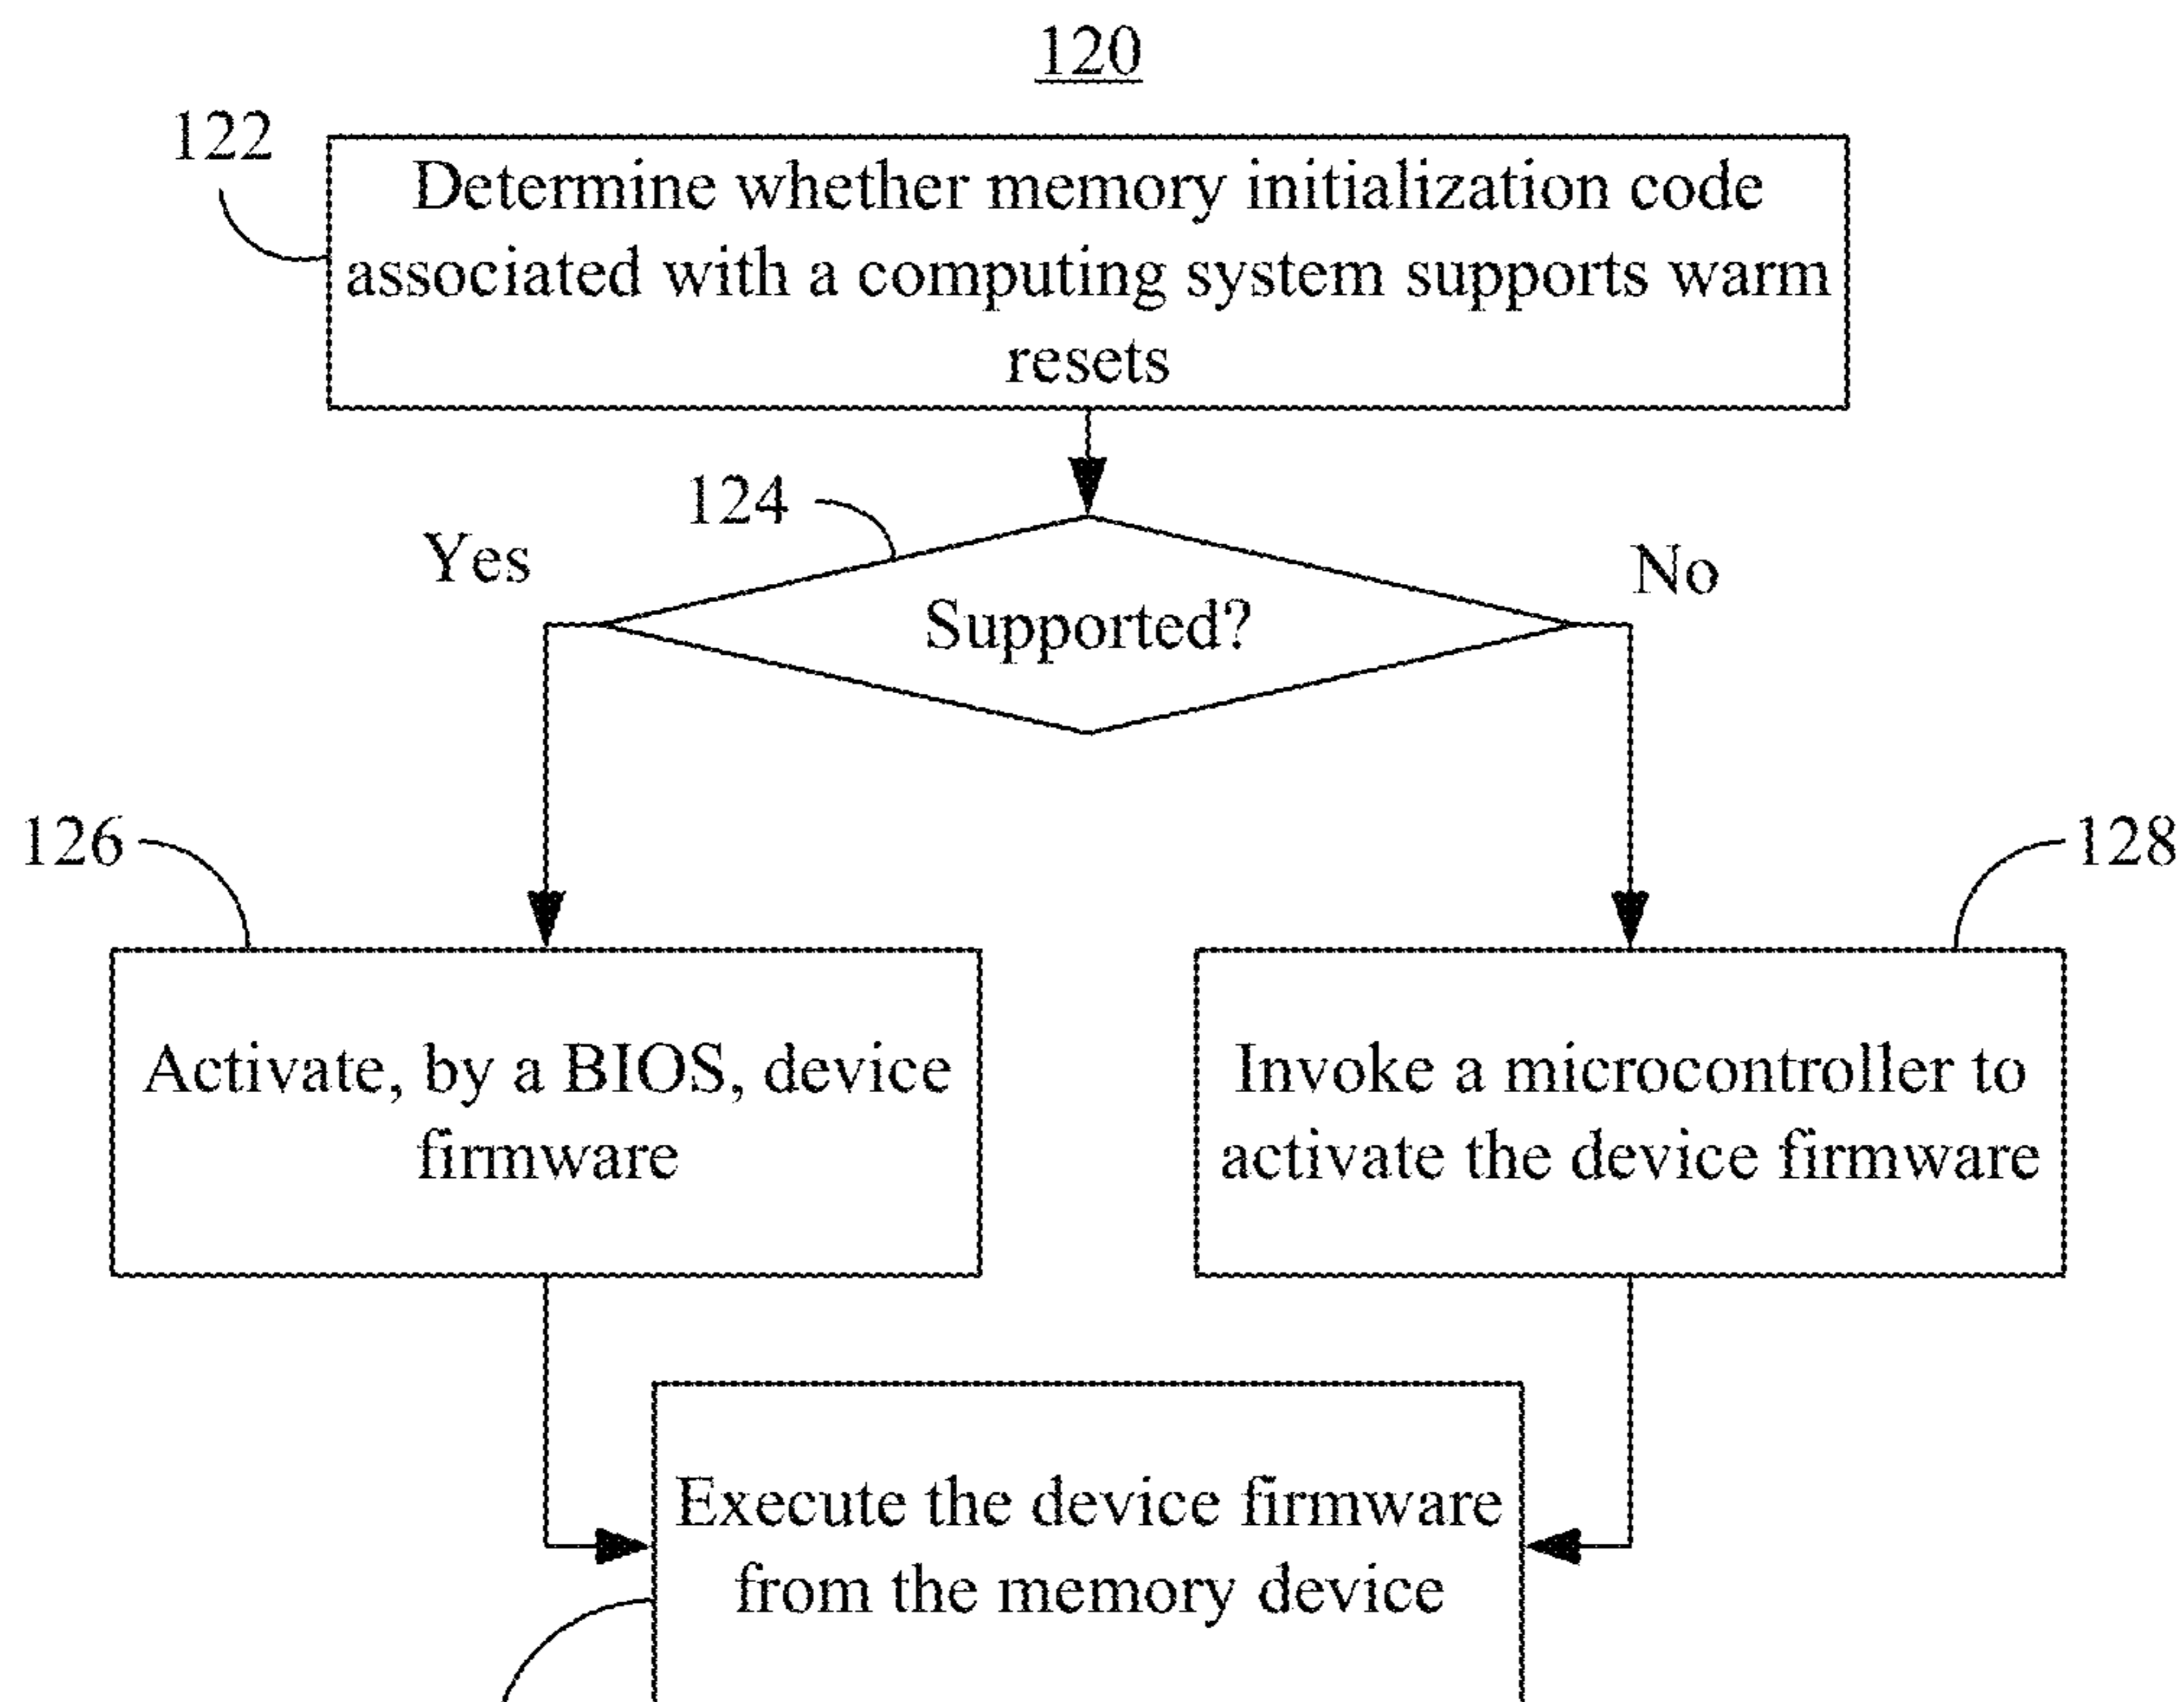 120
122
Determine whether memory initialization code
associated with a computing system supports warm
resets
124
Yes
No
Supported?
126
128
Activate, by a BIOS, device
firmware
Invoke a microcontroller to
activate the device firmware
Execute the device firmware
from the memory device